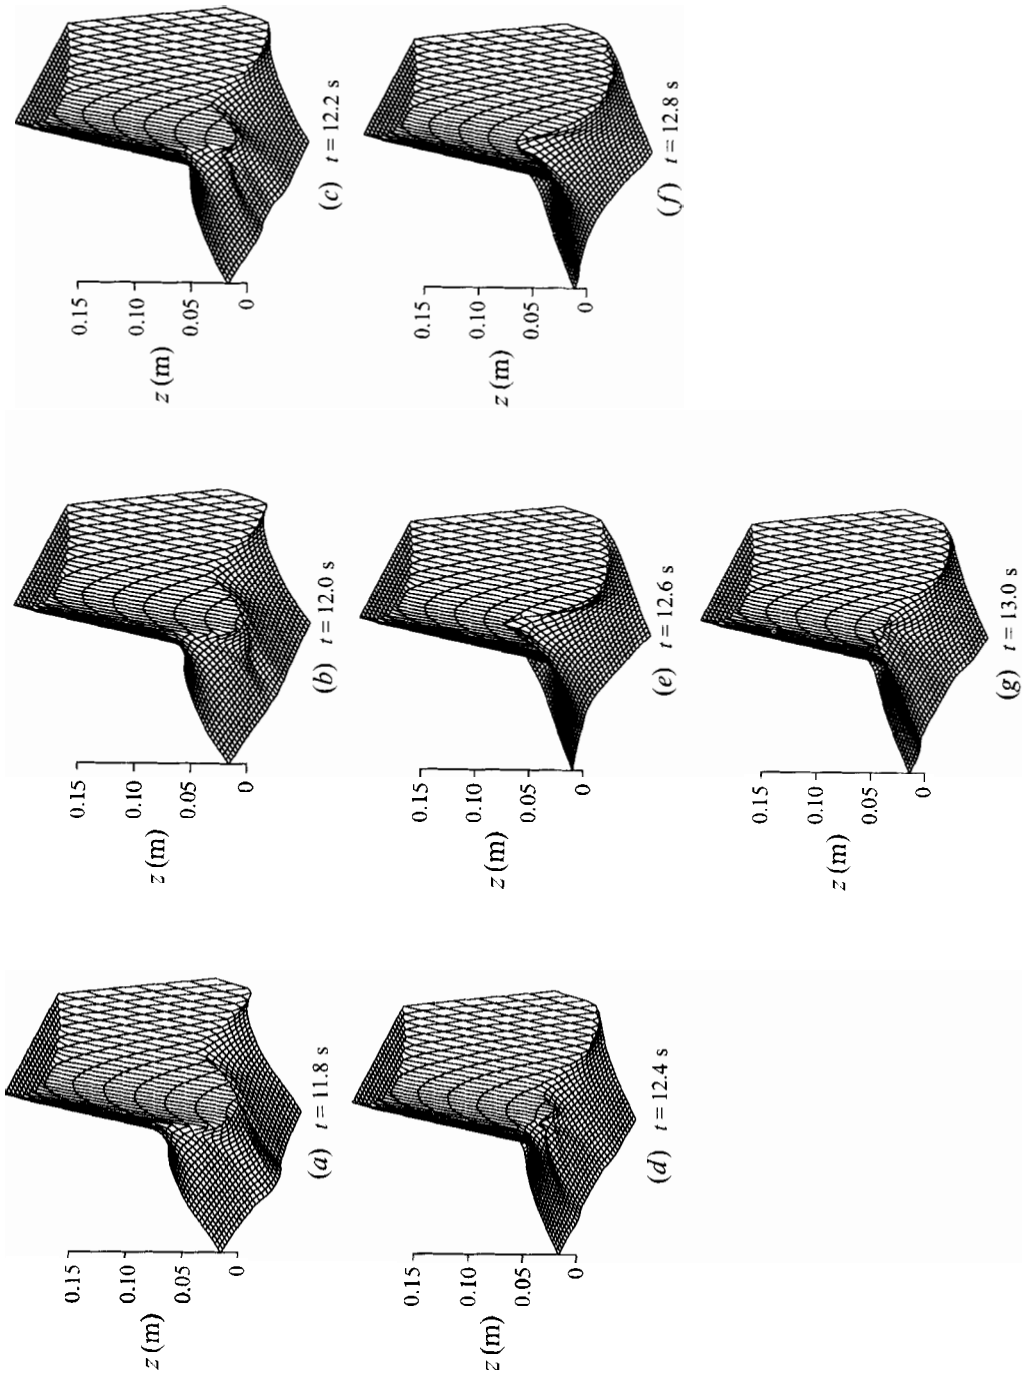 0.15
0.10
z (m)
0.05
0
(a) t = 11.8 s
0.15
0.10
z (m)
0.05
0
(b) t = 12.0 s
0.15
0.10
z (m)
0.05
0
(c) t = 12.2 s
0.15
0.10
z (m)
0.05
0
(d) t = 12.4 s
0.15
0.10
z (m)
0.05
0
(e) t = 12.6 s
0.15
0.10
z (m)
0.05
0
(f) t = 12.8 s
0.15
0.10
z (m)
0.05
0
(g) t = 13.0 s